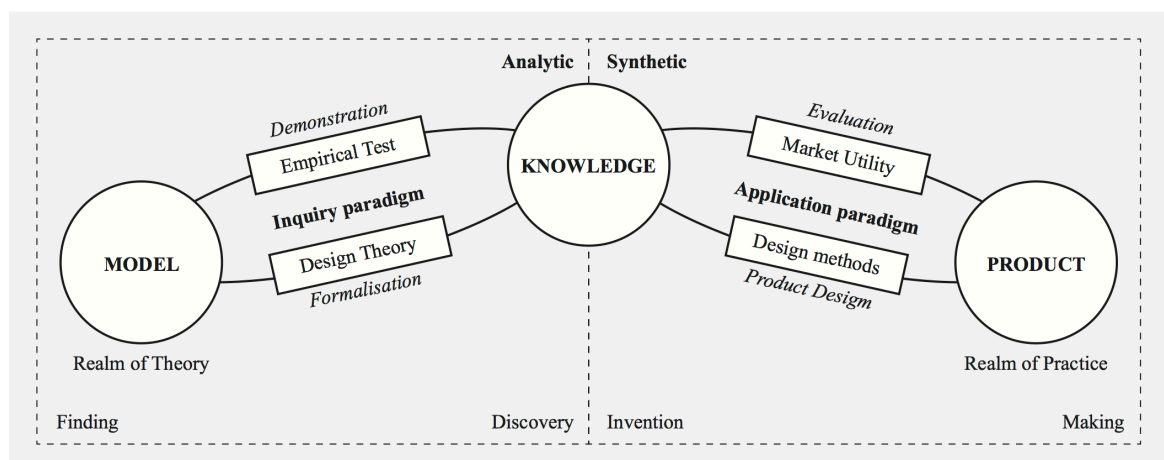 Analytic
Synthetic
Demonstration
Empirical Test
Inquiry paradigm
Design Theory
Formalisation
MODEL
Realm of Theory
KNOWLEDGE
Evaluation
Market Utility
Application paradigm
Design methods
Product Desigm
PRODUCT
Realm of Practice
Finding
Discovery
Invention
Making